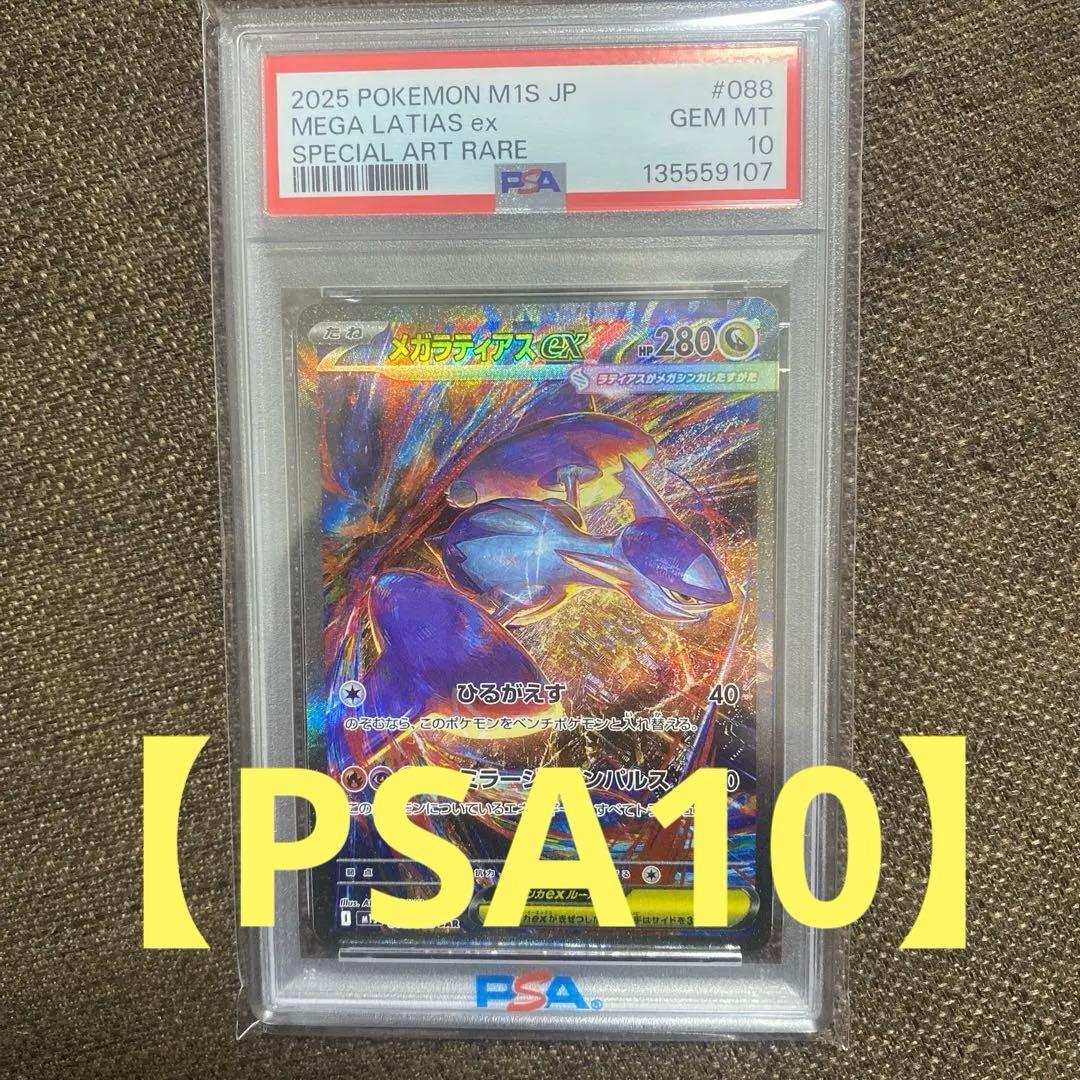 2025 POKEMON M1S JP #088
MEGA LATIAS ex GEM MT
SPECIAL ART RARE 10
PSA 135559107
たね メガラティアスex HP280
ラティアスがメガシンカしたすがた
ひるがえす 40
のぞむなら、このポケモンをベンチポケモンと入れ替える。
【PSA10】
弱点
Illus.
PSA